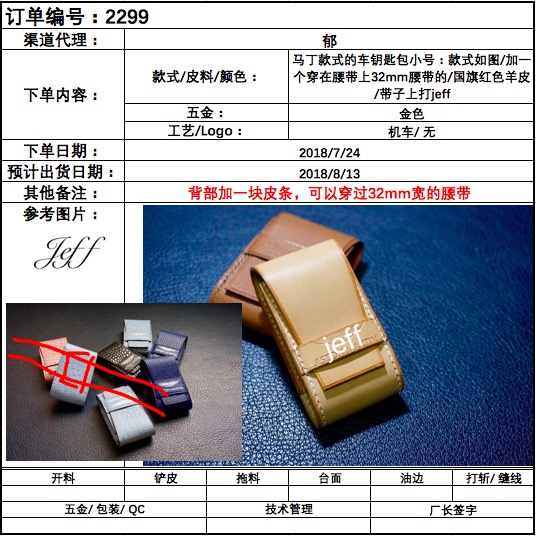 订单编号：2299
渠道代理：
郁
下单内容：
款式/皮料/颜色：
马丁款式的车钥匙包小号：款式如图/加一
个穿在腰带上32mm腰带的/国旗红色羊皮
/带子上打jeff
五金：
金色
工艺/Logo：
机车/ 无
下单日期：
2018/7/24
预计出货日期：
2018/8/13
其他备注：
背部加一块皮条，可以穿过32mm宽的腰带
参考图片：
Jeff
jeff
开料
铲皮
拖料
台面
油边
打斩/ 缝线
五金/ 包装/ QC
技术管理
厂长签字